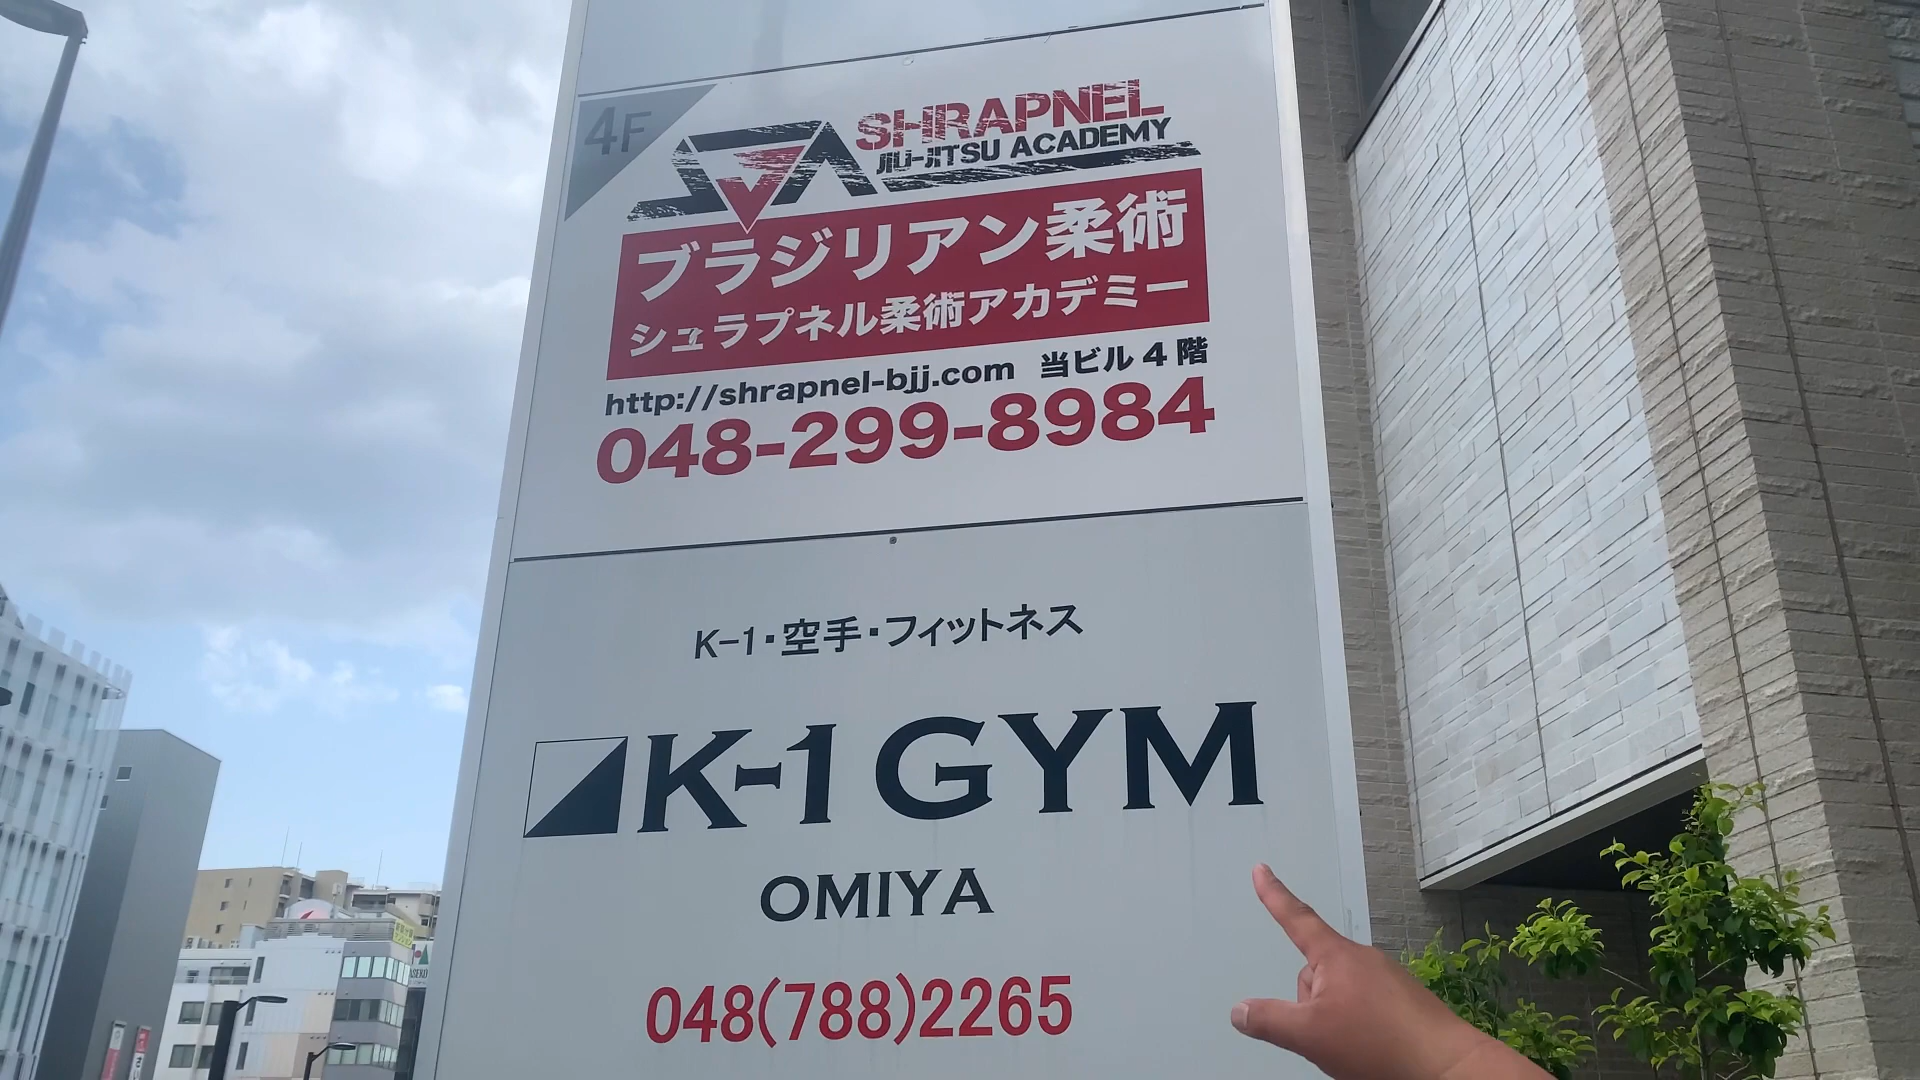 4F
SHRAPNEL
JIU-JITSU ACADEMY
ブラジリアン柔術
シュラプネル柔術アカデミー
http://shrapnel-bjj.com 当ビル4階
048-299-8984
K-1・空手・フィットネス
K-1 GYM
OMIYA
048(788)2265